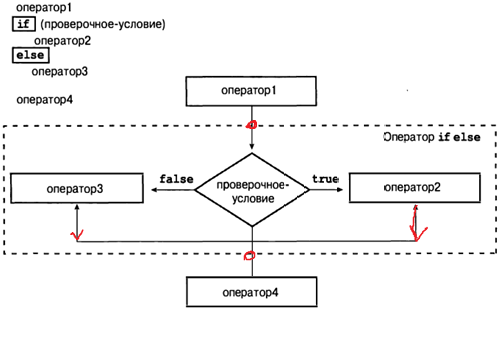 оператор1
if (проверочное-условие)
оператор2
else
оператор3
оператор4
оператор1
Оператор if else
false
true
оператор3
проверочное-
условие
оператор2
оператор4